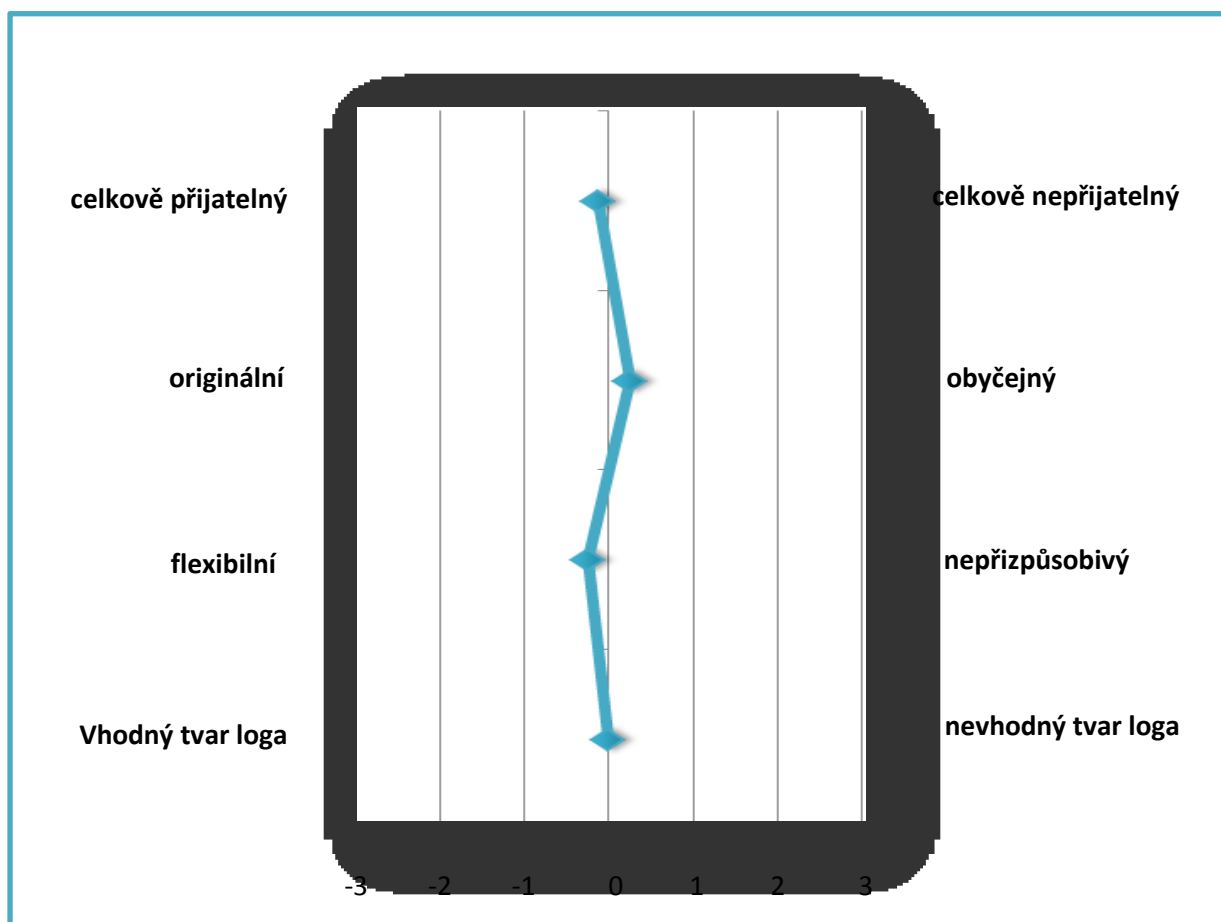 celkově přijatelný
celkově nepřijatelný
originální
obyčejný
flexibilní
nepřizpůsobivý
Vhodný tvar loga
nevhodný tvar loga
-3 -2 -1 0 1 2 3